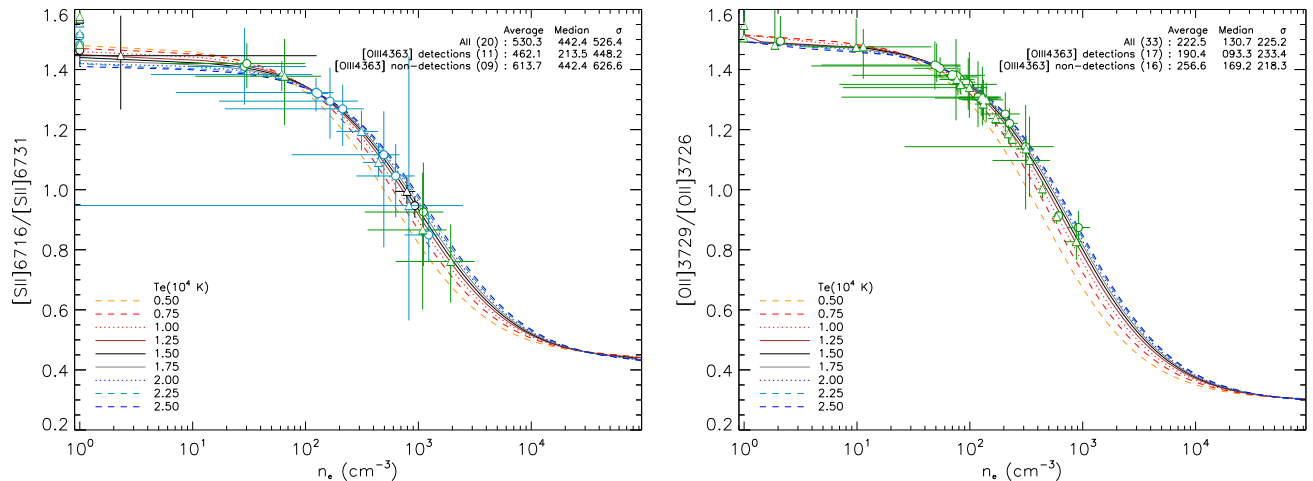 1.6
1.4
1.2
1.0
0.8
0.6
0.4
0.2
[SII]6716/[SII]6731
Average Median σ
All (20) : 530.3 442.4 526.4
[OIII4363] detections (11) : 462.1 213.5 448.2
[OIII4363] non-detections (09) : 613.7 442.4 626.6
Te(10⁴ K)
0.50
0.75
1.00
1.25
1.50
1.75
2.00
2.25
2.50
10⁰ 10¹ 10² 10³ 10⁴
nₑ (cm⁻³)
1.6
1.4
1.2
1.0
0.8
0.6
0.4
0.2
[OII]3729/[OII]3726
Average Median σ
All (33) : 222.5 130.7 225.2
[OIII4363] detections (17) : 190.4 093.3 233.4
[OIII4363] non-detections (16) : 256.6 169.2 218.3
Te(10⁴ K)
0.50
0.75
1.00
1.25
1.50
1.75
2.00
2.25
2.50
10⁰ 10¹ 10² 10³ 10⁴
nₑ (cm⁻³)